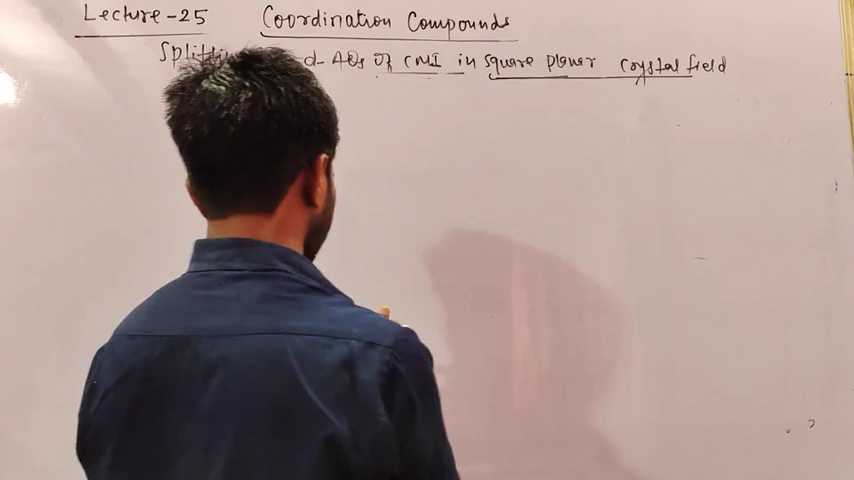 Lecture-25 Coordination Compounds
d-AOs of CMI in square planar crystal field